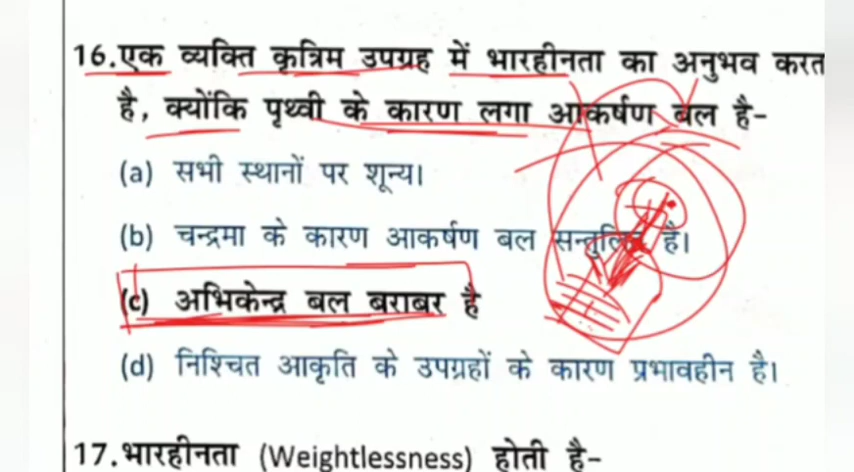 16.एक व्यक्ति कृत्रिम उपग्रह में भारहीनता का अनुभव करत
है, क्योंकि पृथ्वी के कारण लगा आकर्षण बल है-
(a) सभी स्थानों पर शून्य।
(b) चन्द्रमा के कारण आकर्षण बल सन्तुलित है।
(c) अभिकेन्द्र बल बराबर है
(d) निश्चित आकृति के उपग्रहों के कारण प्रभावहीन है।
17.भारहीनता (Weightlessness) होती है-